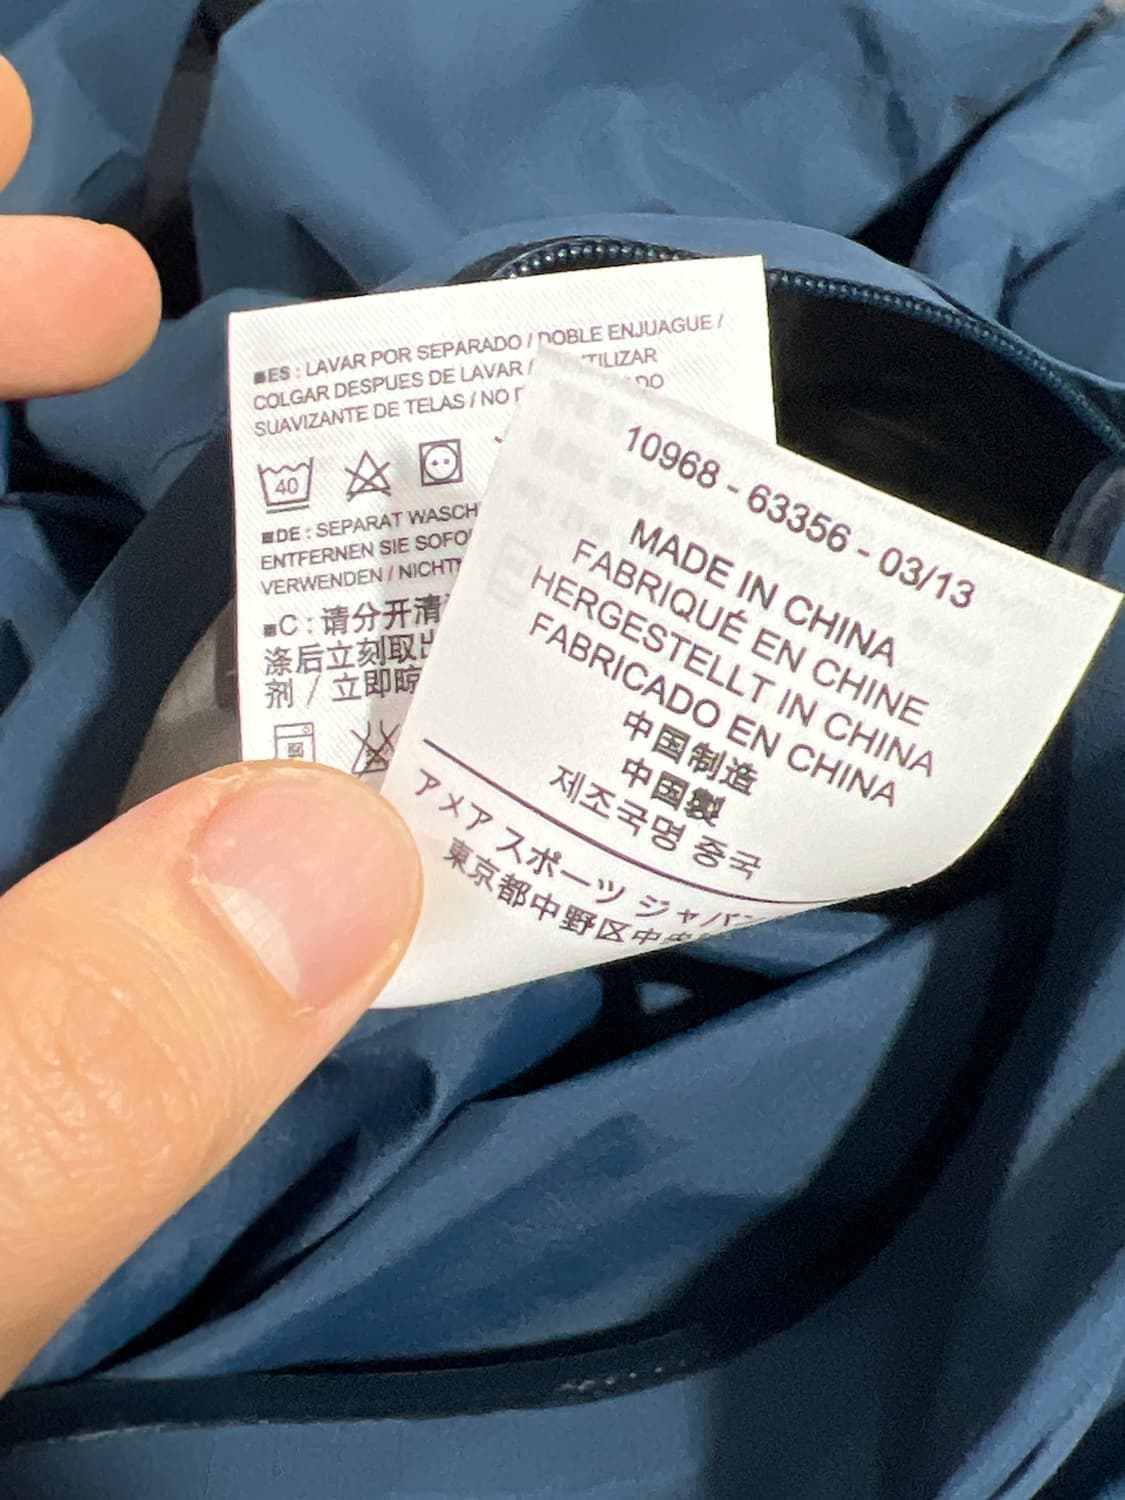 ■ES : LAVAR POR SEPARADO / DOBLE ENJUAGUE /
COLGAR DESPUES DE LAVAR / UTILIZAR
SUAVIZANTE DE TELAS / NO
40
■DE : SEPARAT WASCH
ENTFERNEN SIE SOFO
VERWENDEN / NICHT
■C : 请分开清
涤后立刻取出
剂 / 立即晾
10968 - 63356 - 03/13
MADE IN CHINA
FABRIQUÉ EN CHINE
HERGESTELLT IN CHINA
FABRICADO EN CHINA
中国制造
中国製
제조국명 중국
アメア スポーツ ジャパン
東京都中野区中央